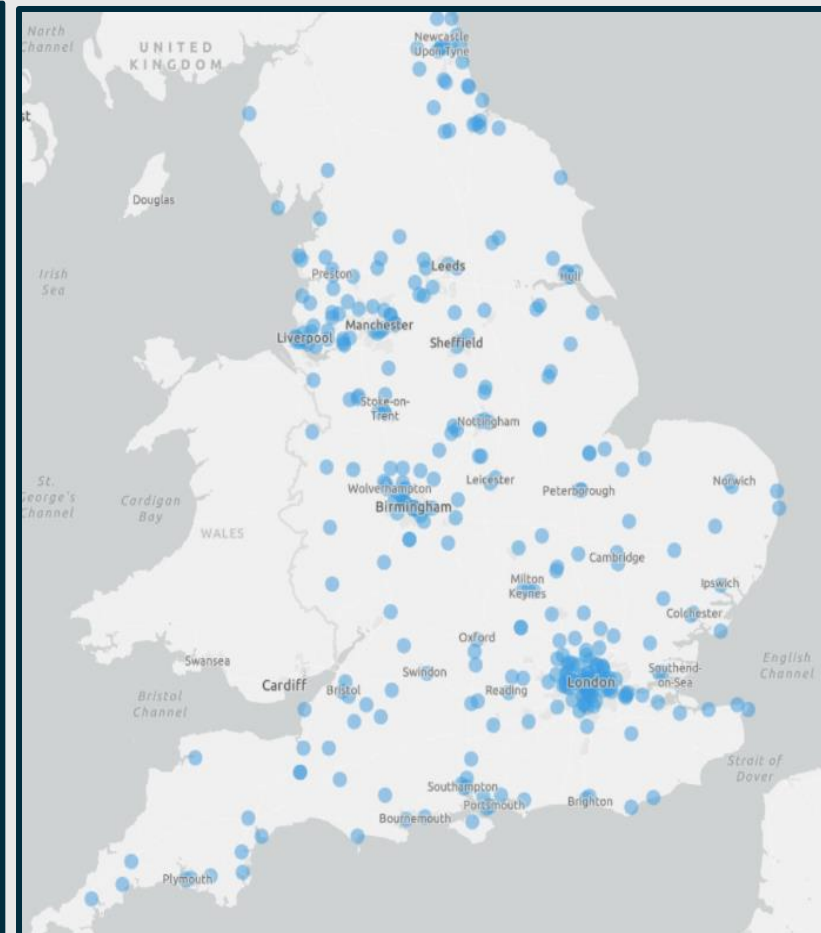 North
Channel
UNITED
KINGDOM
Newcastle
Upon Tyne
st
Douglas
Irish
Sea
Preston
Leeds
Hull
Manchester
Liverpool
Sheffield
Stoke-on-
Trent
Nottingham
St.
George's
Channel
Cardigan
Bay
Wolverhampton
Leicester
Peterborough
Norwich
Birmingham
WALES
Cambridge
Milton
Keynes
Ipswich
Colchester
Oxford
Swansea
Cardiff
Swindon
Southend-
on-Sea
English
Channel
Bristol
Reading
London
Bristol
Channel
Strait of
Dover
Southampton
Portsmouth
Brighton
Bournemouth
Plymouth